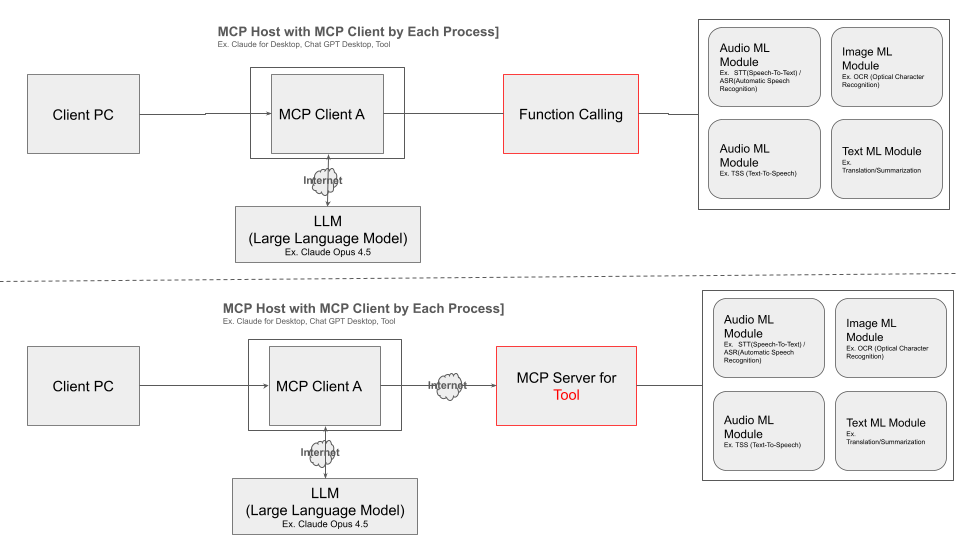 MCP Host with MCP Client by Each Process]
Ex. Claude for Desktop, Chat GPT Desktop, Tool
Client PC
MCP Client A
Function Calling
Audio ML
Module
Ex. STT(Speech-To-Text) /
ASR(Automatic Speech
Recognition)
Image ML
Module
Ex. OCR (Optical Character
Recognition)
Audio ML
Module
Ex. TSS (Text-To-Speech)
Text ML Module
Ex.
Translation/Summarization
Internet
LLM
(Large Language Model)
Ex. Claude Opus 4.5
MCP Host with MCP Client by Each Process]
Ex. Claude for Desktop, Chat GPT Desktop, Tool
Client PC
MCP Client A
Internet
MCP Server for
Tool
Audio ML
Module
Ex. STT(Speech-To-Text) /
ASR(Automatic Speech
Recognition)
Image ML
Module
Ex. OCR (Optical Character
Recognition)
Audio ML
Module
Ex. TSS (Text-To-Speech)
Text ML Module
Ex.
Translation/Summarization
Internet
LLM
(Large Language Model)
Ex. Claude Opus 4.5